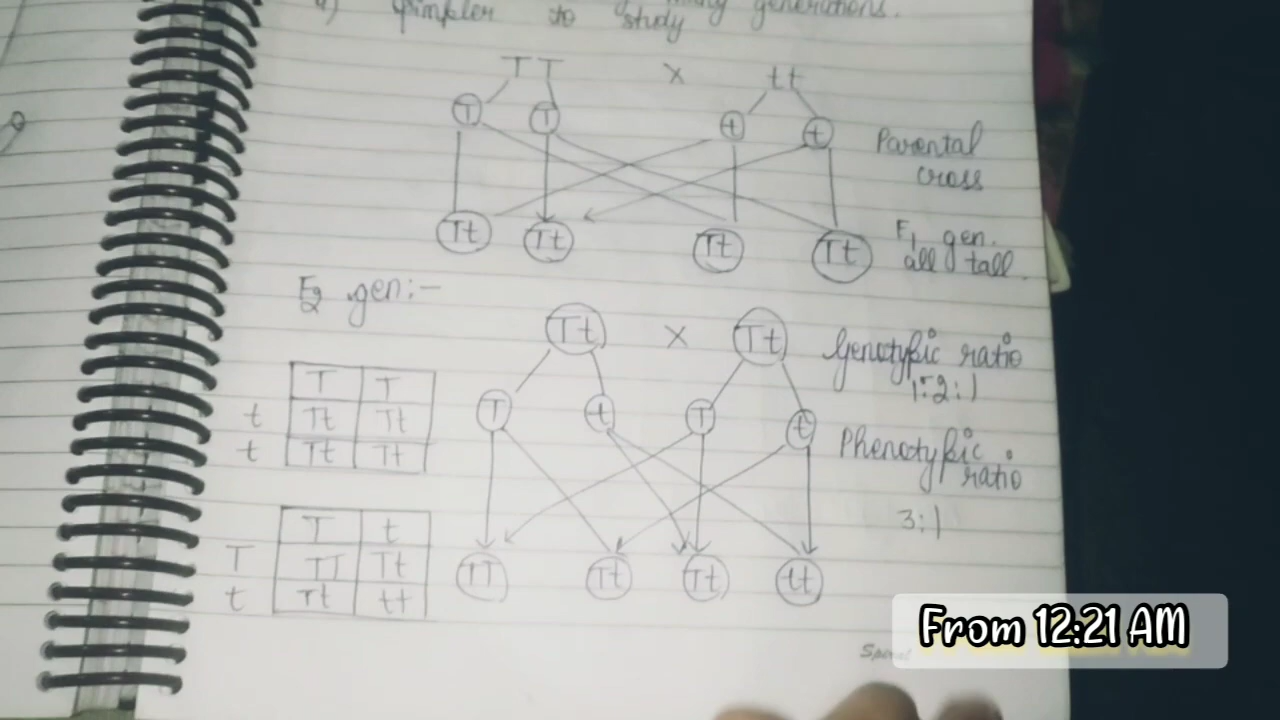 to study generations.
TT x tt
T T t t
Parental
cross
Tt Tt Tt Tt
F1 gen.
all tall.
F2 gen:-
Tt x Tt
Genotypic ratio
1:2:1
T t T t
Phenotypic
ratio
3:1
TT Tt Tt tt
T T
t Tt Tt
t Tt Tt
T t
T TT Tt
t Tt tt
From 12:21 AM